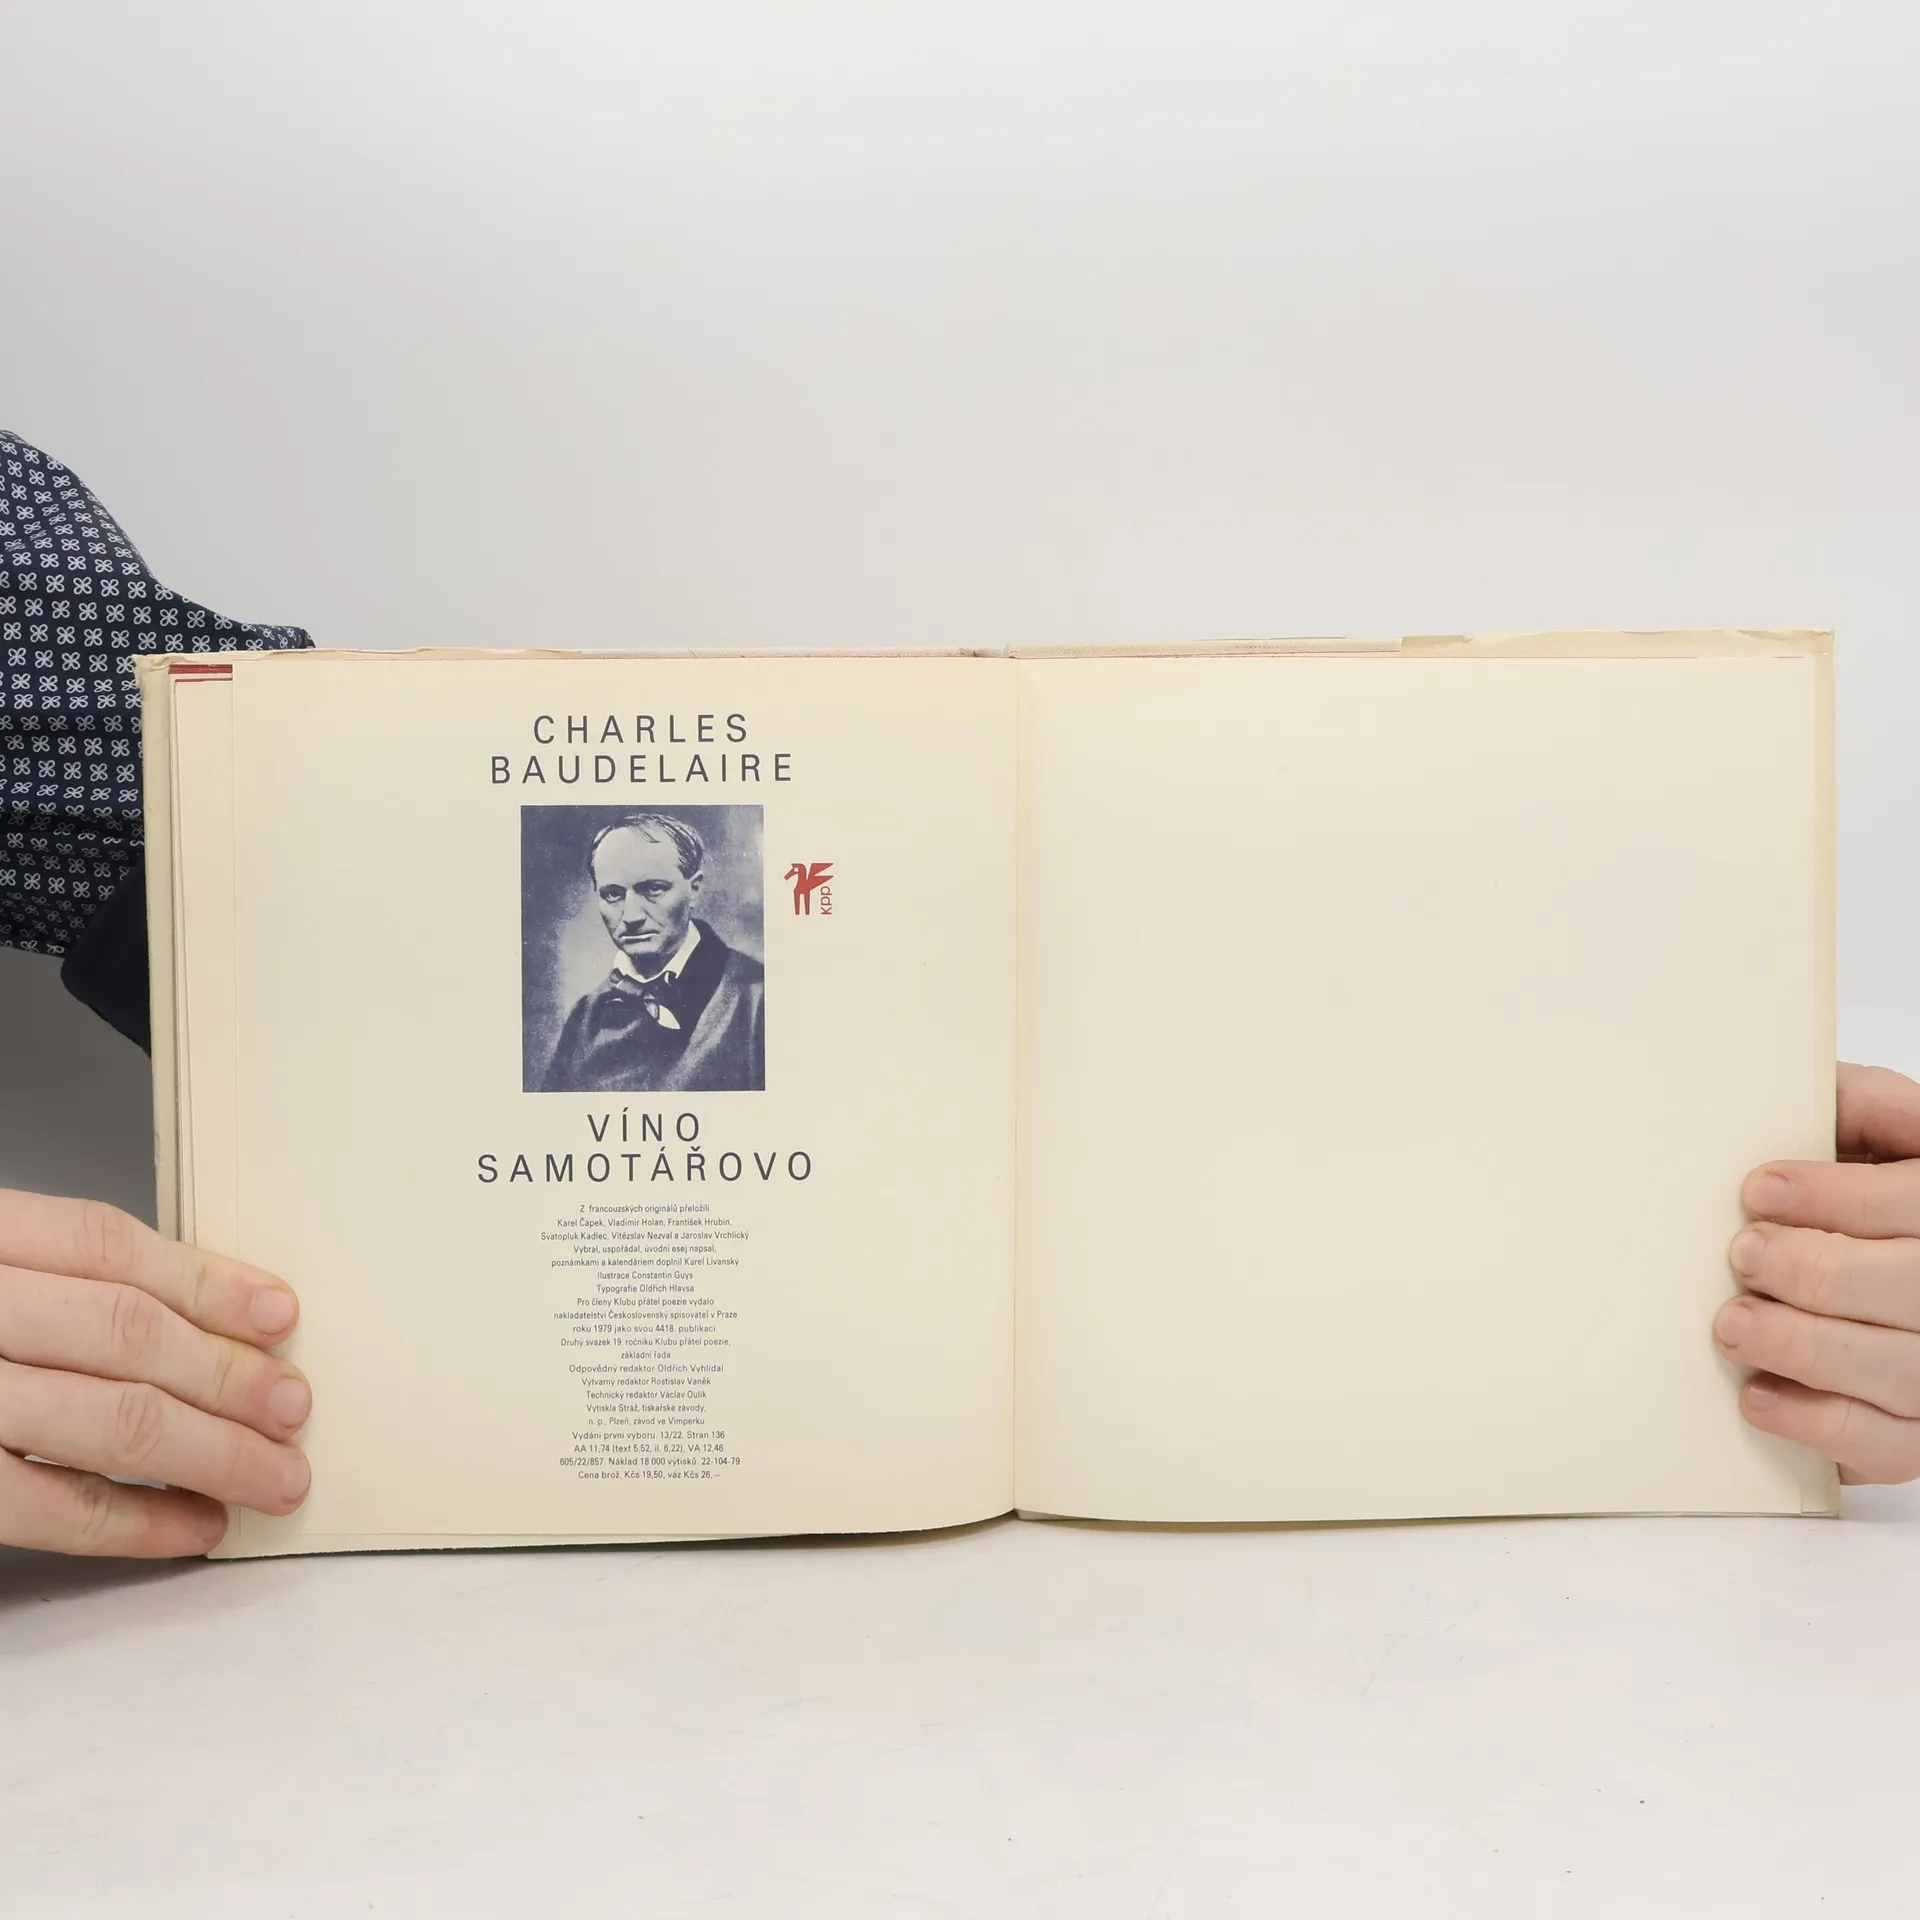 CHARLES
BAUDELAIRE
kpp
VÍNO
SAMOTÁŘOVO
Z francouzských originálů přeložili
Karel Čapek, Vladimír Holan, František Hrubín,
Svatopluk Kadlec, Vítězslav Nezval a Jaroslav Vrchlický
Vybral, uspořádal, úvodní esej napsal,
poznámkami a kalendáriem doplnil Karel Livanský
Ilustrace Constantin Guys
Typografie Oldřich Hlavsa
Pro členy Klubu přátel poezie vydalo
nakladatelství Československý spisovatel v Praze
roku 1979 jako svou 4418. publikaci
Druhý svazek 19. ročníku Klubu přátel poezie,
základní řada
Odpovědný redaktor Oldřich Vyhlídal
Výtvarný redaktor Rostislav Vaněk
Technický redaktor Václav Oulík
Vytiskla Stráž, tiskařské závody,
n. p., Plzeň, závod ve Vimperku
Vydání první výboru. 13/22. Stran 136
AA 11,74 (text 5,52, il. 6,22). VA 12,46
605/22/857. Náklad 18 000 výtisků. 22-104-79
Cena brož. Kčs 19,50, váz Kčs 26,—